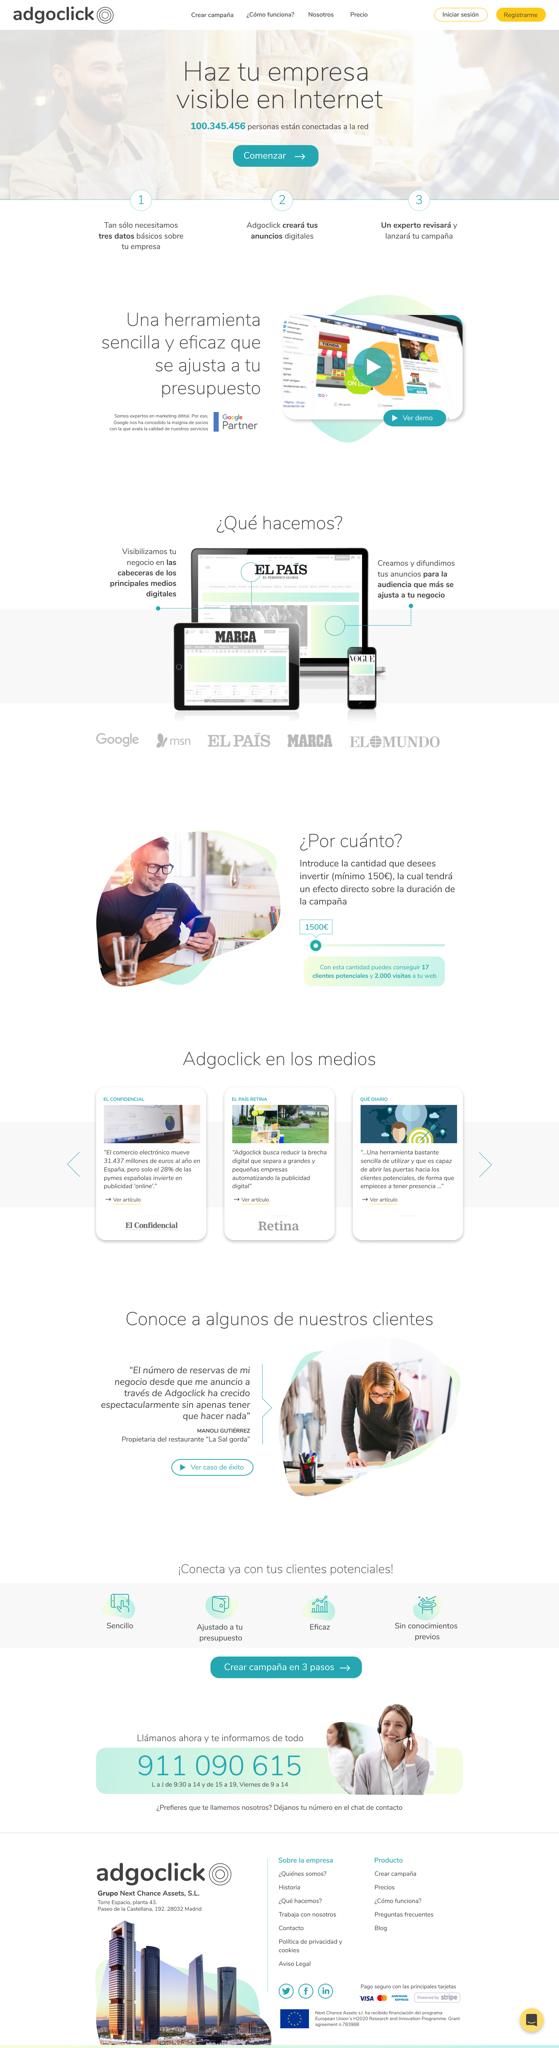 adgoclick
Crear campaña
¿Cómo funciona?
Nosotros
Precio
Iniciar sesión
Registrarme
Haz tu empresa
visible en Internet
100.345.456 personas están conectadas a la red
Comenzar
1
Tan sólo necesitamos
tres datos básicos sobre
tu empresa
2
Adgoclick creará tus
anuncios digitales
3
Un experto revisará y
lanzará tu campaña
Una herramienta
sencilla y eficaz que
se ajusta a tu
presupuesto
Somos expertos en marketing dititai. Por eso,
Google nos ha concedido la insignia de socios
con la que avala la calidad de nuestros servicios
Google
Partner
TIENDA
Ver demo
¿Qué hacemos?
Visibilizamos tu
negocio en las
cabeceras de los
principales medios
digitales
EL PAÍS
EL PERIÓDICO GLOBAL
MARCA
VOGUE
Creamos y difundimos
tus anuncios para la
audiencia que más se
ajusta a tu negocio
Google
msn
EL PAÍS
MARCA
EL MUNDO
¿Por cuánto?
Introduce la cantidad que desees
invertir (mínimo 150€), la cual tendrá
un efecto directo sobre la duración de
la campaña
1500€
Con esta cantidad puedes conseguir 17
clientes potenciales y 2.000 visitas a tu web
Adgoclick en los medios
EL CONFIDENCIAL
"El comercio electrónico mueve
31.437 millones de euros al año en
España, pero solo el 28% de las
pymes españolas invierte en
publicidad 'online'."
Ver artículo
El Confidencial
EL PAÍS RETINA
"Adgoclick busca reducir la brecha
digital que separa a grandes y
pequeñas empresas
automatizando la publicidad
digital"
Ver artículo
Retina
QUÉ DIARIO
"...Una herramienta bastante
sencilla de utilizar y que es capaz
de abrir las puertas hacia los
clientes potenciales, de forma que
empieces a tener presencia ..."
Ver artículo
Conoce a algunos de nuestros clientes
"El número de reservas de mi
negocio desde que me anuncio a
través de Adgoclick ha crecido
espectacularmente sin apenas tener
que hacer nada"
MANOLI GUTIÉRREZ
Propietaria del restaurante "La Sal gorda"
Ver caso de éxito
¡Conecta ya con tus clientes potenciales!
Sencillo
Ajustado a tu
presupuesto
Eficaz
Sin conocimientos
previos
Crear campaña en 3 pasos
Llámanos ahora y te informamos de todo
911 090 615
L a J de 9:30 a 14 y de 15 a 19, Viernes de 9 a 14
¿Prefieres que te llamemos nosotros? Déjanos tu número en el chat de contacto
adgoclick
Grupo Next Chance Assets, S.L.
Torre Espacio, planta 43.
Paseo de la Castellana, 192. 28032 Madrid
Sobre la empresa
¿Quiénes somos?
Historia
¿Qué hacemos?
Trabaja con nosotros
Contacto
Política de privacidad y
cookies
Aviso Legal
Producto
Crear campaña
Precios
¿Cómo funciona?
Preguntas frecuentes
Blog
Pago seguro con las principales tarjetas
VISA
Powered by stripe
Next Chance Assets s.l. ha recibido financiación del programa
European Union's H2020 Research and Innovation Programme. Grant
agreement n.783988